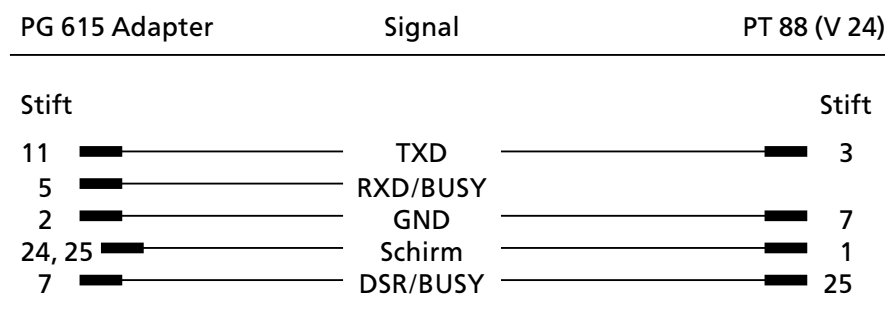 PG 615 Adapter Signal PT 88 (V 24)
Stift Stift
11 TXD 3
5 RXD/BUSY
2 GND 7
24, 25 Schirm 1
7 DSR/BUSY 25